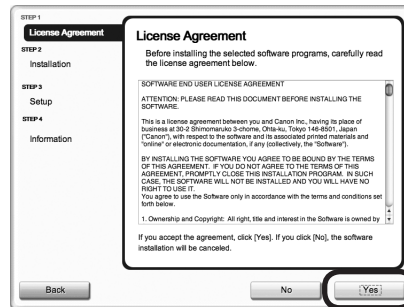 STEP 1
License Agreement
STEP 2
Installation
STEP 3
Setup
STEP 4
Information
License Agreement
Before installing the selected software programs, carefully read
the license agreement below.
SOFTWARE END USER LICENSE AGREEMENT
ATTENTION: PLEASE READ THIS DOCUMENT BEFORE INSTALLING THE
SOFTWARE.
This is a license agreement between you and Canon Inc., having its place of
business at 30-2 Shimomaruko 3-chome, Ohta-ku, Tokyo 146-8501, Japan
("Canon"), with respect to the software and its associated printed materials and
"online" or electronic documentation, if any (collectively, the "Software").
BY INSTALLING THE SOFTWARE YOU AGREE TO BE BOUND BY THE TERMS
OF THIS AGREEMENT. IF YOU DO NOT AGREE TO THE TERMS OF THIS
AGREEMENT, PROMPTLY CLOSE THIS INSTALLATION PROGRAM. IN SUCH
CASE, THE SOFTWARE WILL NOT BE INSTALLED AND YOU WILL HAVE NO
RIGHT TO USE IT.
You agree to use the Software only in accordance with the terms and conditions set
forth below.
1. Ownership and Copyright: All right, title and interest in the Software is owned by
If you accept the agreement, click [Yes]. If you click [No], the software
installation will be canceled.
Back
No
Yes